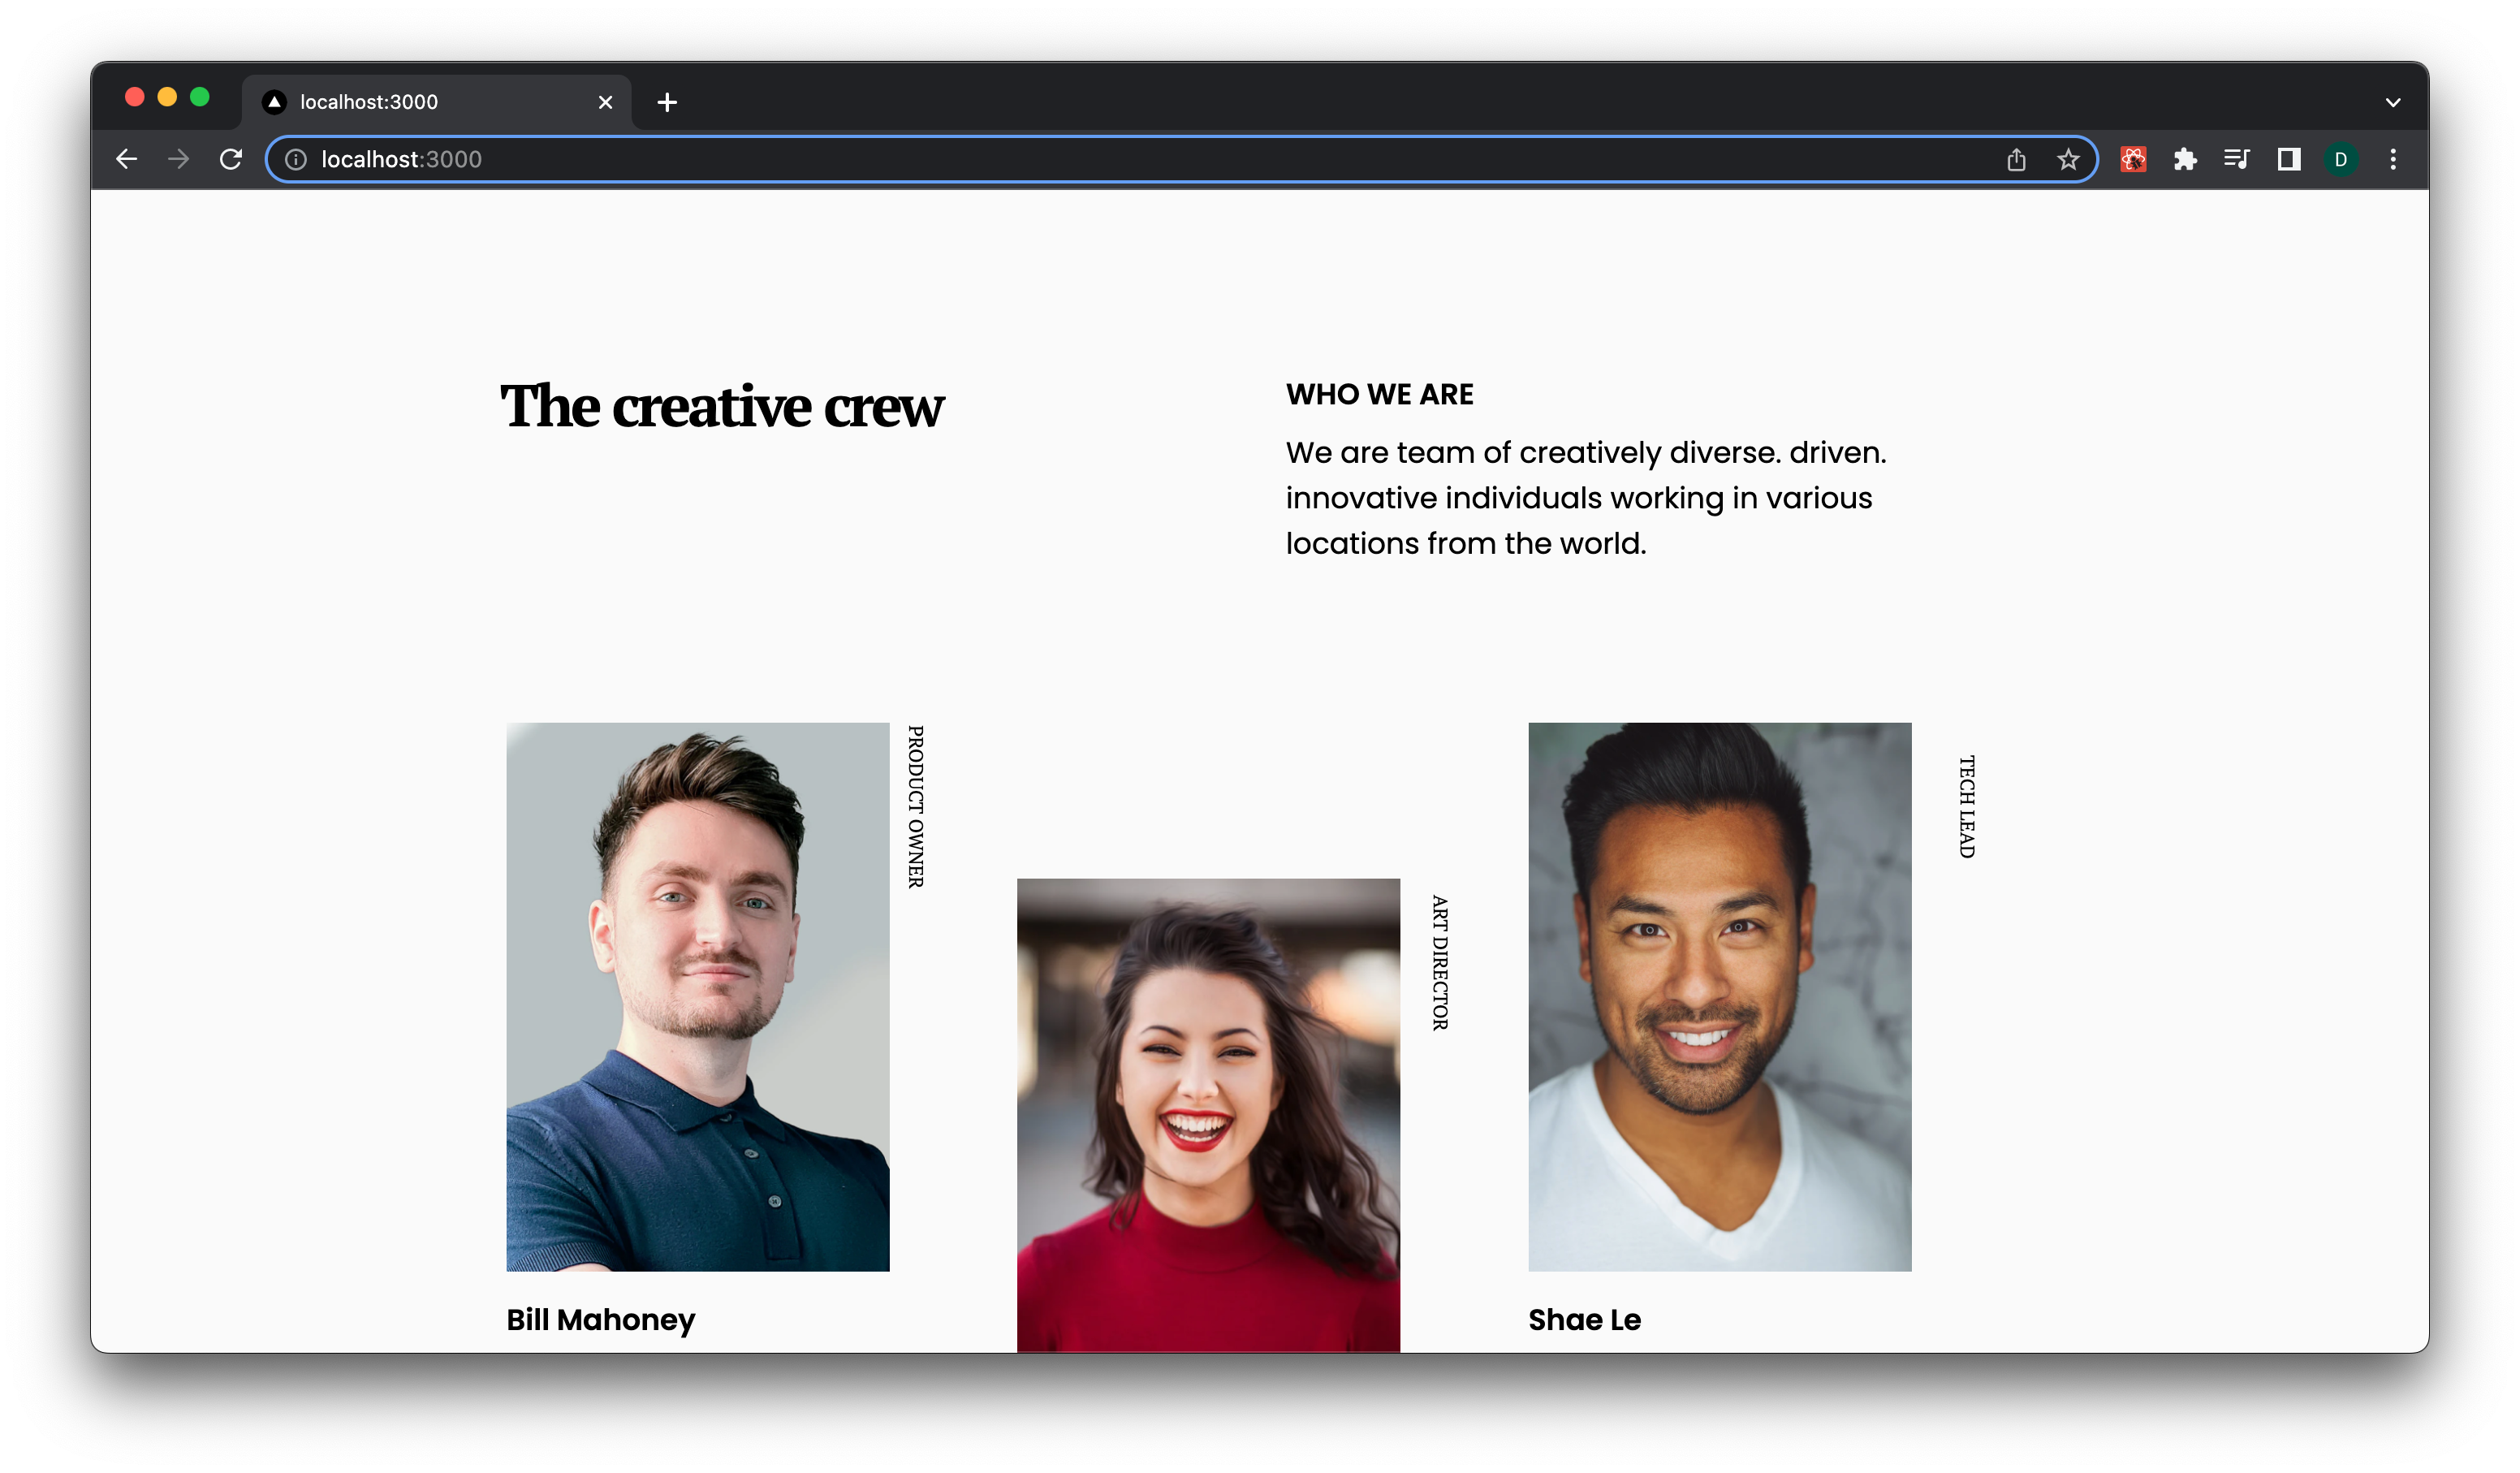 localhost:3000
localhost:3000
D
The creative crew
WHO WE ARE
We are team of creatively diverse. driven.
innovative individuals working in various
locations from the world.
PRODUCT OWNER
ART DIRECTOR
TECH LEAD
Bill Mahoney
Shae Le